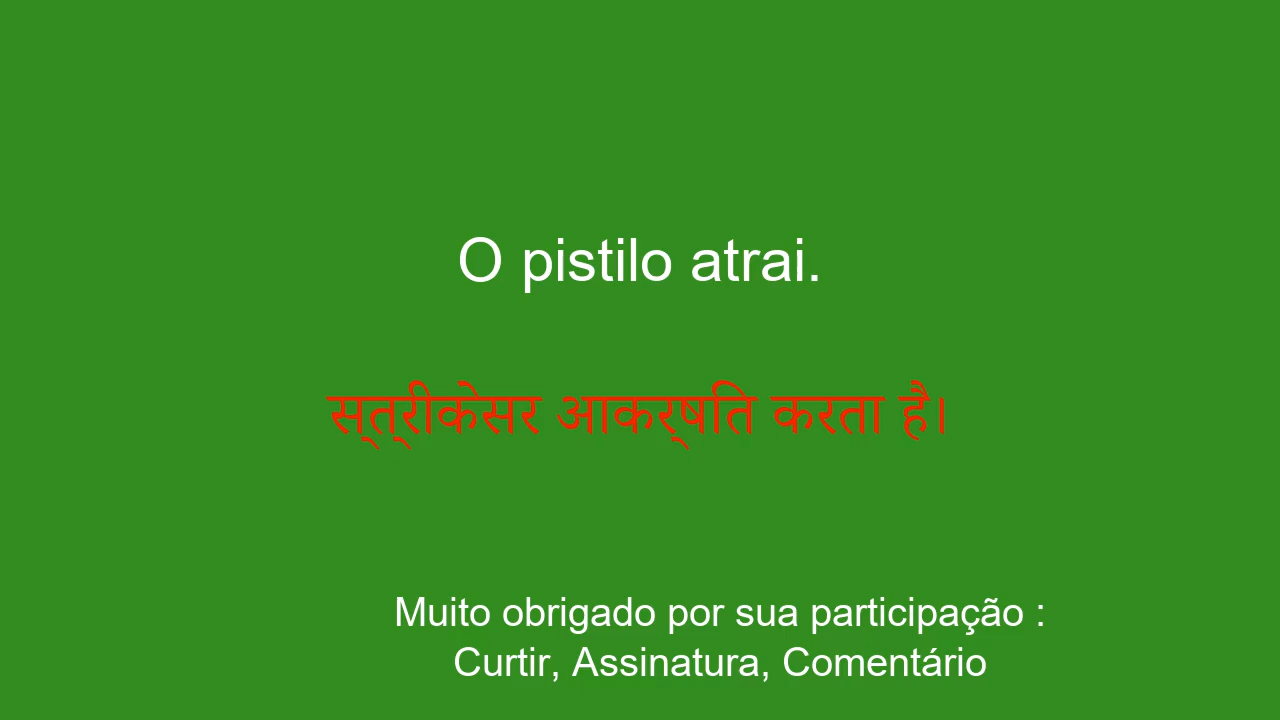 O pistilo atrai.
स्त्रीकेसर आकर्षति करता है।
Muito obrigado por sua participação :
Curtir, Assinatura, Comentário